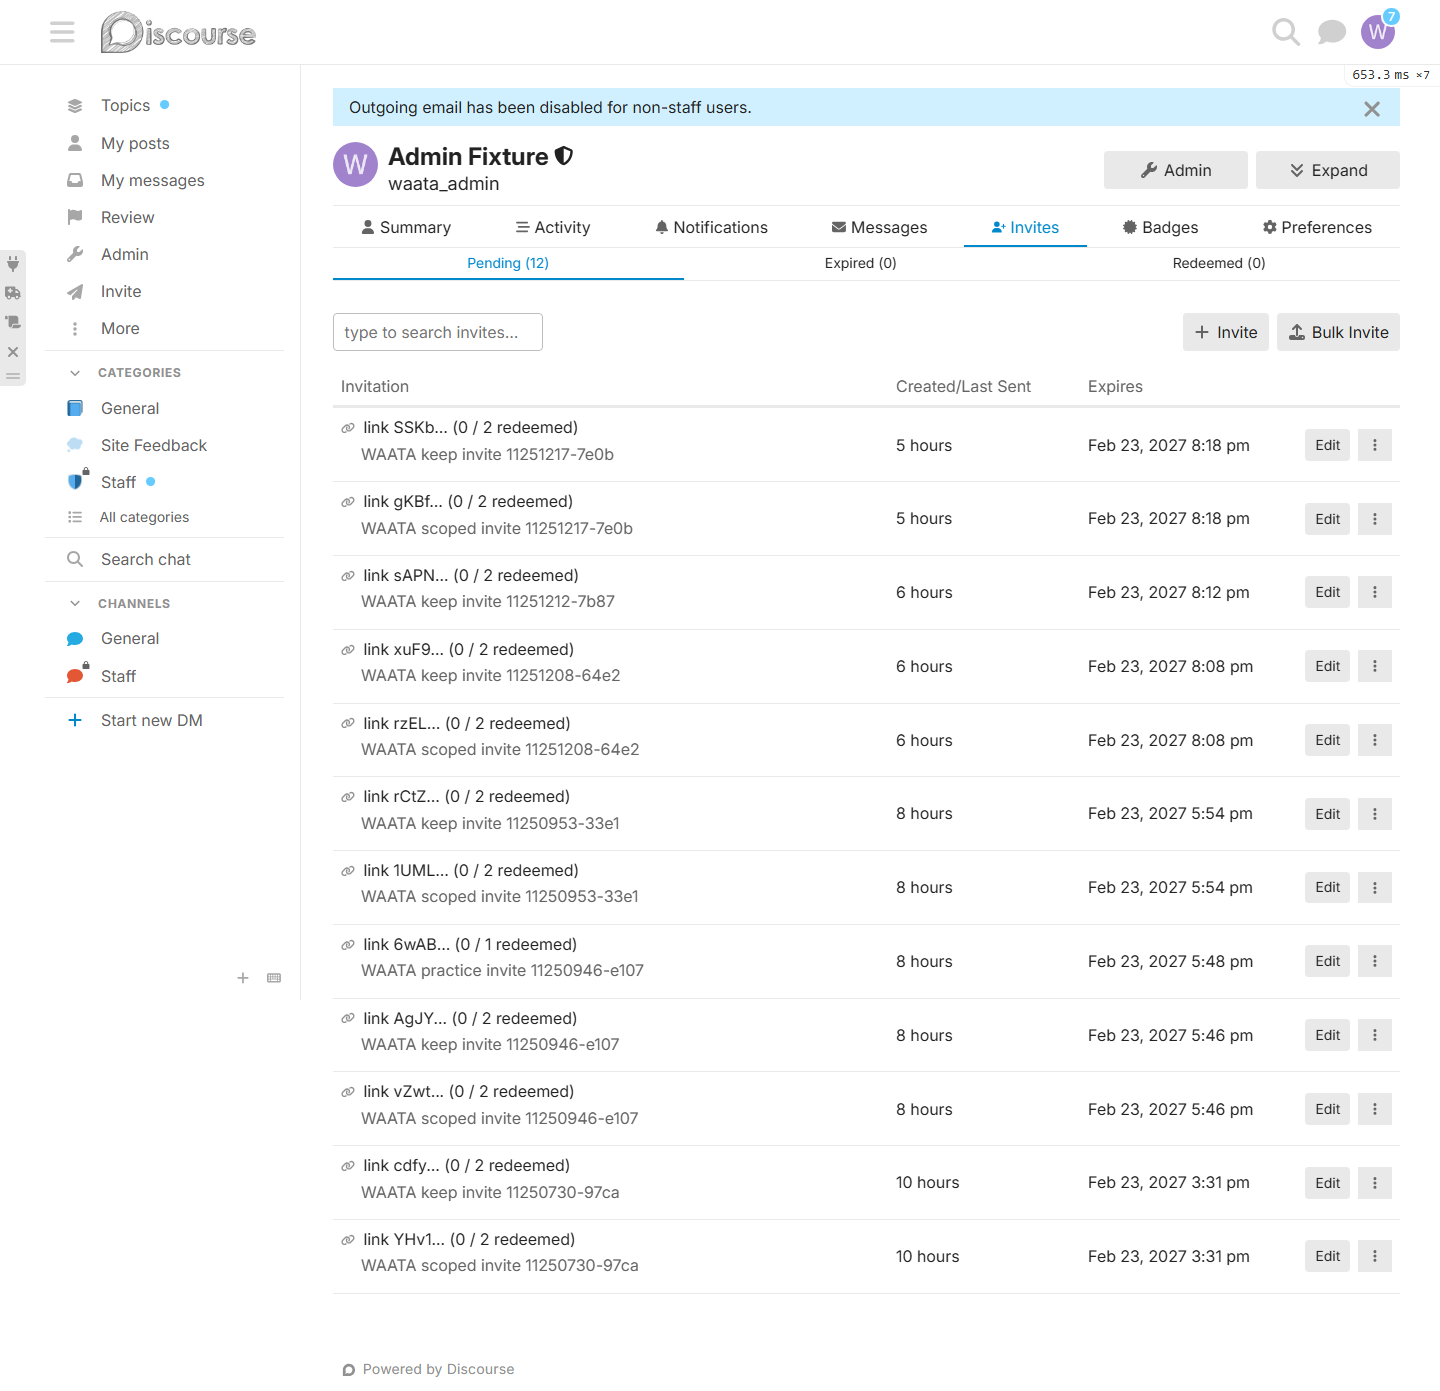 Discourse
W
7
653.3 ms ×7
Topics
My posts
My messages
Review
Admin
Invite
More
CATEGORIES
General
Site Feedback
Staff
All categories
Search chat
CHANNELS
General
Staff
Start new DM
Outgoing email has been disabled for non-staff users.
W
Admin Fixture
waata_admin
Admin
Expand
Summary
Activity
Notifications
Messages
Invites
Badges
Preferences
Pending (12)
Expired (0)
Redeemed (0)
type to search invites...
Invite
Bulk Invite
Invitation
Created/Last Sent
Expires
link SSKb... (0 / 2 redeemed)
WAATA keep invite 11251217-7e0b
5 hours
Feb 23, 2027 8:18 pm
Edit
link gKBf... (0 / 2 redeemed)
WAATA scoped invite 11251217-7e0b
5 hours
Feb 23, 2027 8:18 pm
Edit
link sAPN... (0 / 2 redeemed)
WAATA keep invite 11251212-7b87
6 hours
Feb 23, 2027 8:12 pm
Edit
link xuF9... (0 / 2 redeemed)
WAATA keep invite 11251208-64e2
6 hours
Feb 23, 2027 8:08 pm
Edit
link rzEL... (0 / 2 redeemed)
WAATA scoped invite 11251208-64e2
6 hours
Feb 23, 2027 8:08 pm
Edit
link rCtZ... (0 / 2 redeemed)
WAATA keep invite 11250953-33e1
8 hours
Feb 23, 2027 5:54 pm
Edit
link 1UML... (0 / 2 redeemed)
WAATA scoped invite 11250953-33e1
8 hours
Feb 23, 2027 5:54 pm
Edit
link 6wAB... (0 / 1 redeemed)
WAATA practice invite 11250946-e107
8 hours
Feb 23, 2027 5:48 pm
Edit
link AgJY... (0 / 2 redeemed)
WAATA keep invite 11250946-e107
8 hours
Feb 23, 2027 5:46 pm
Edit
link vZwt... (0 / 2 redeemed)
WAATA scoped invite 11250946-e107
8 hours
Feb 23, 2027 5:46 pm
Edit
link cdfy... (0 / 2 redeemed)
WAATA keep invite 11250730-97ca
10 hours
Feb 23, 2027 3:31 pm
Edit
link YHv1... (0 / 2 redeemed)
WAATA scoped invite 11250730-97ca
10 hours
Feb 23, 2027 3:31 pm
Edit
Powered by Discourse